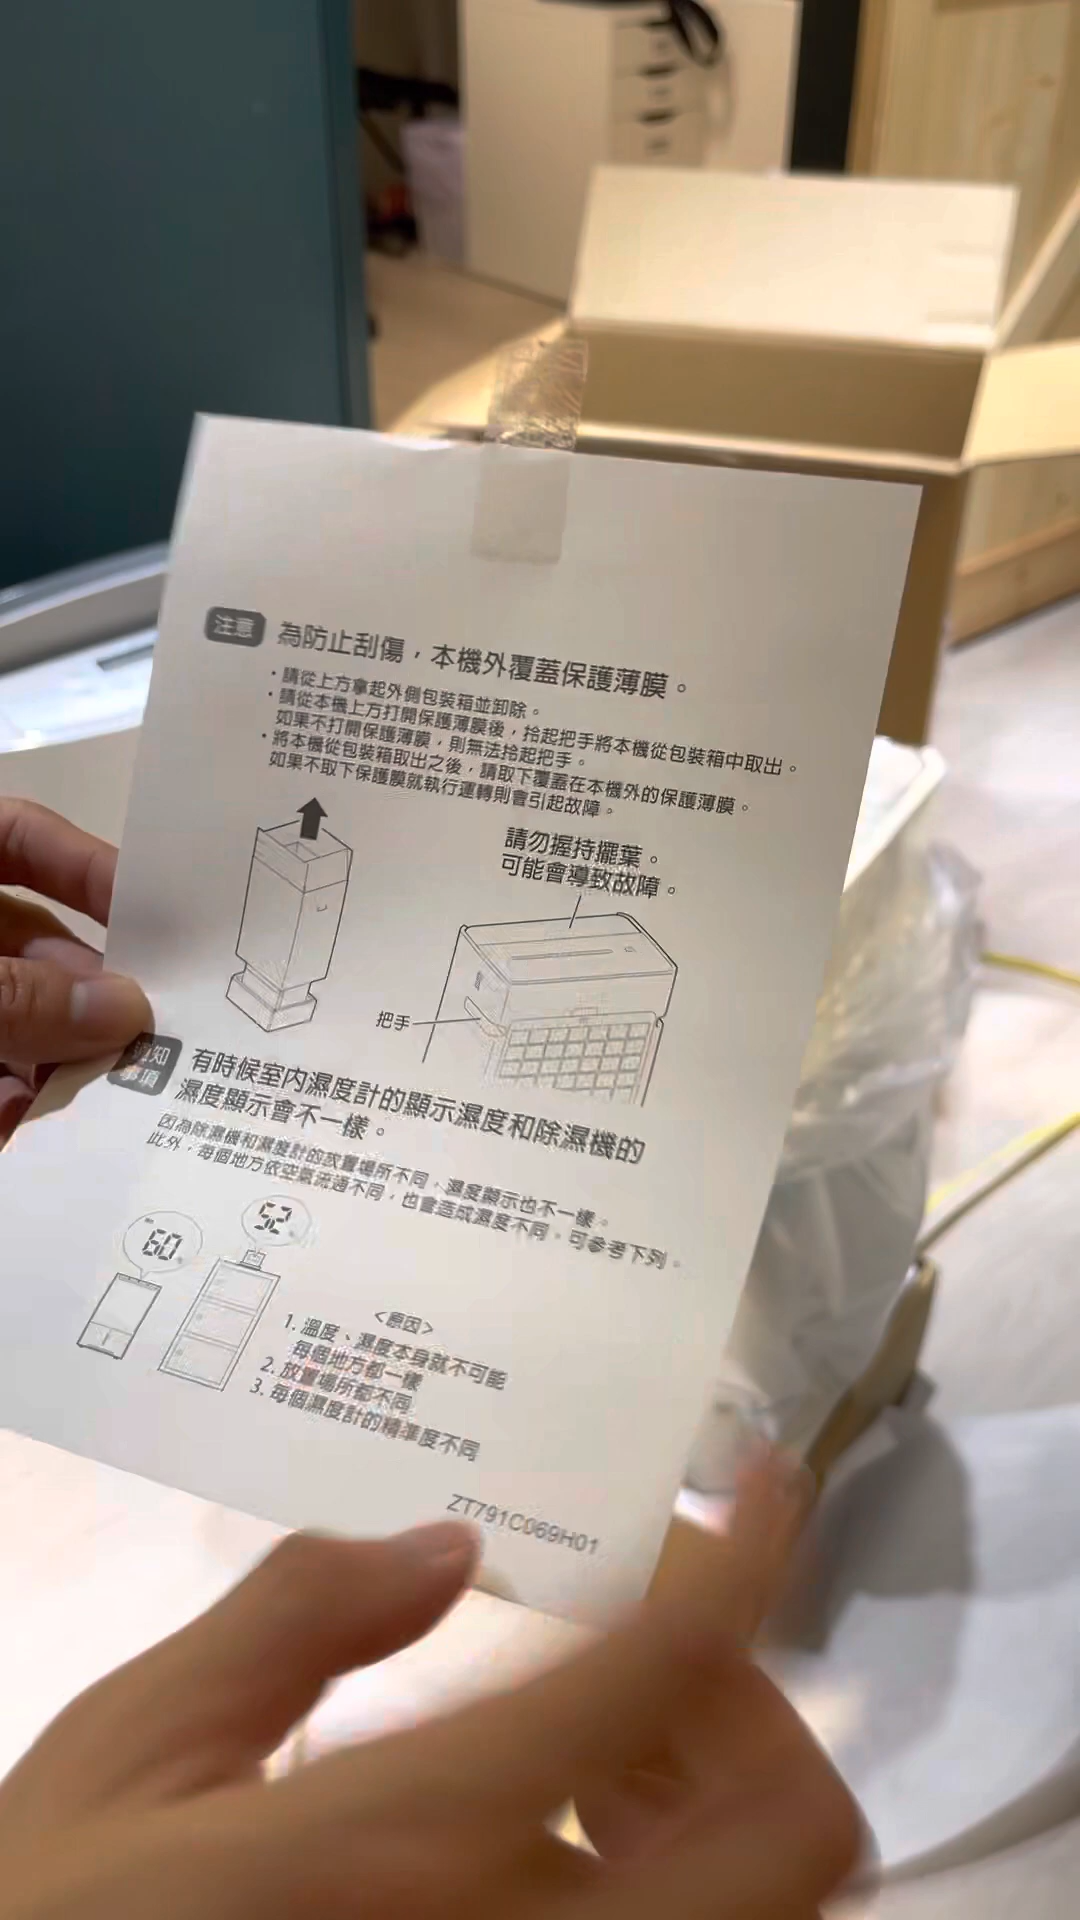 注意 為防止刮傷，本機外覆蓋保護薄膜。
・請從上方拿起外側包裝箱並卸除。
・請從本機上方打開保護薄膜後，拎起把手將本機從包裝箱中取出。
如果不打開保護薄膜，則無法拎起把手。
・將本機從包裝箱取出之後，請取下覆蓋在本機外的保護薄膜。
如果不取下保護膜就執行運轉則會引起故障。
請勿握持擺葉。
可能會導致故障。
把手
通知
事項
有時候室內濕度計的顯示濕度和除濕機的
濕度顯示會不一樣。
因為除濕機和濕度計的放置場所不同，濕度顯示也不一樣。
此外，每個地方依空氣流通不同，也會造成濕度不同。可參考下列。
60
52
<原因>
1. 溫度、濕度本身就不可能
每個地方都一樣
2. 放置場所都不同
3. 每個濕度計的精準度不同
ZT791C069H01